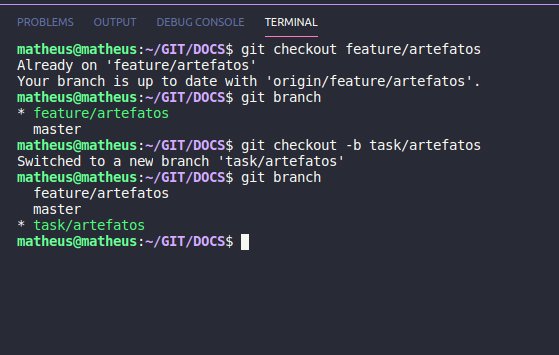 PROBLEMS OUTPUT DEBUG CONSOLE TERMINAL
matheus@matheus:~/GIT/DOCS$ git checkout feature/artefatos
Already on 'feature/artefatos'
Your branch is up to date with 'origin/feature/artefatos'.
matheus@matheus:~/GIT/DOCS$ git branch
* feature/artefatos
  master
matheus@matheus:~/GIT/DOCS$ git checkout -b task/artefatos
Switched to a new branch 'task/artefatos'
matheus@matheus:~/GIT/DOCS$ git branch
  feature/artefatos
  master
* task/artefatos
matheus@matheus:~/GIT/DOCS$